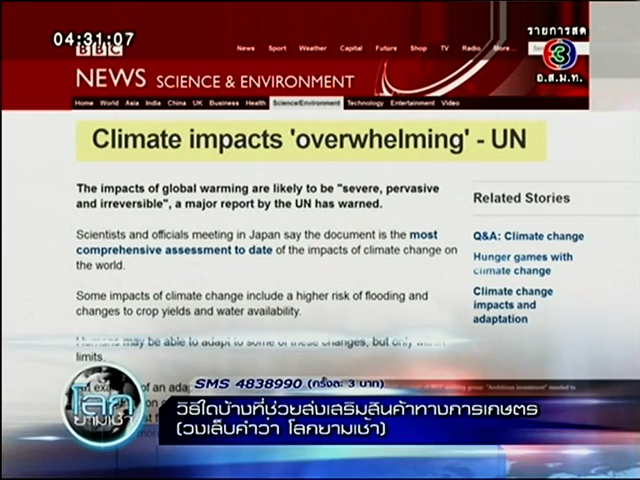 04:31:07
รายการสด
3
อ.ส.ม.ท.
BBC
News Sport Weather Capital Future Shop TV Radio More...
NEWS SCIENCE & ENVIRONMENT
Home World Asia India China UK Business Health Science/Environment Technology Entertainment Video
Climate impacts 'overwhelming' - UN
The impacts of global warming are likely to be "severe, pervasive
and irreversible", a major report by the UN has warned.
Scientists and officials meeting in Japan say the document is the most
comprehensive assessment to date of the impacts of climate change on
the world.
Some impacts of climate change include a higher risk of flooding and
changes to crop yields and water availability.
Humans may be able to adapt to some of these changes, but only within
limits.
Related Stories
Q&A: Climate change
Hunger games with
climate change
Climate change
impacts and
adaptation
SMS 4838990 (ครั้งละ 3 บาท)
โลก
ยามเช้า
วิธีใดบ้างที่ช่วยส่งเสริมสินค้าทางการเกษตร
(วงเล็บคำว่า โลกยามเช้า)